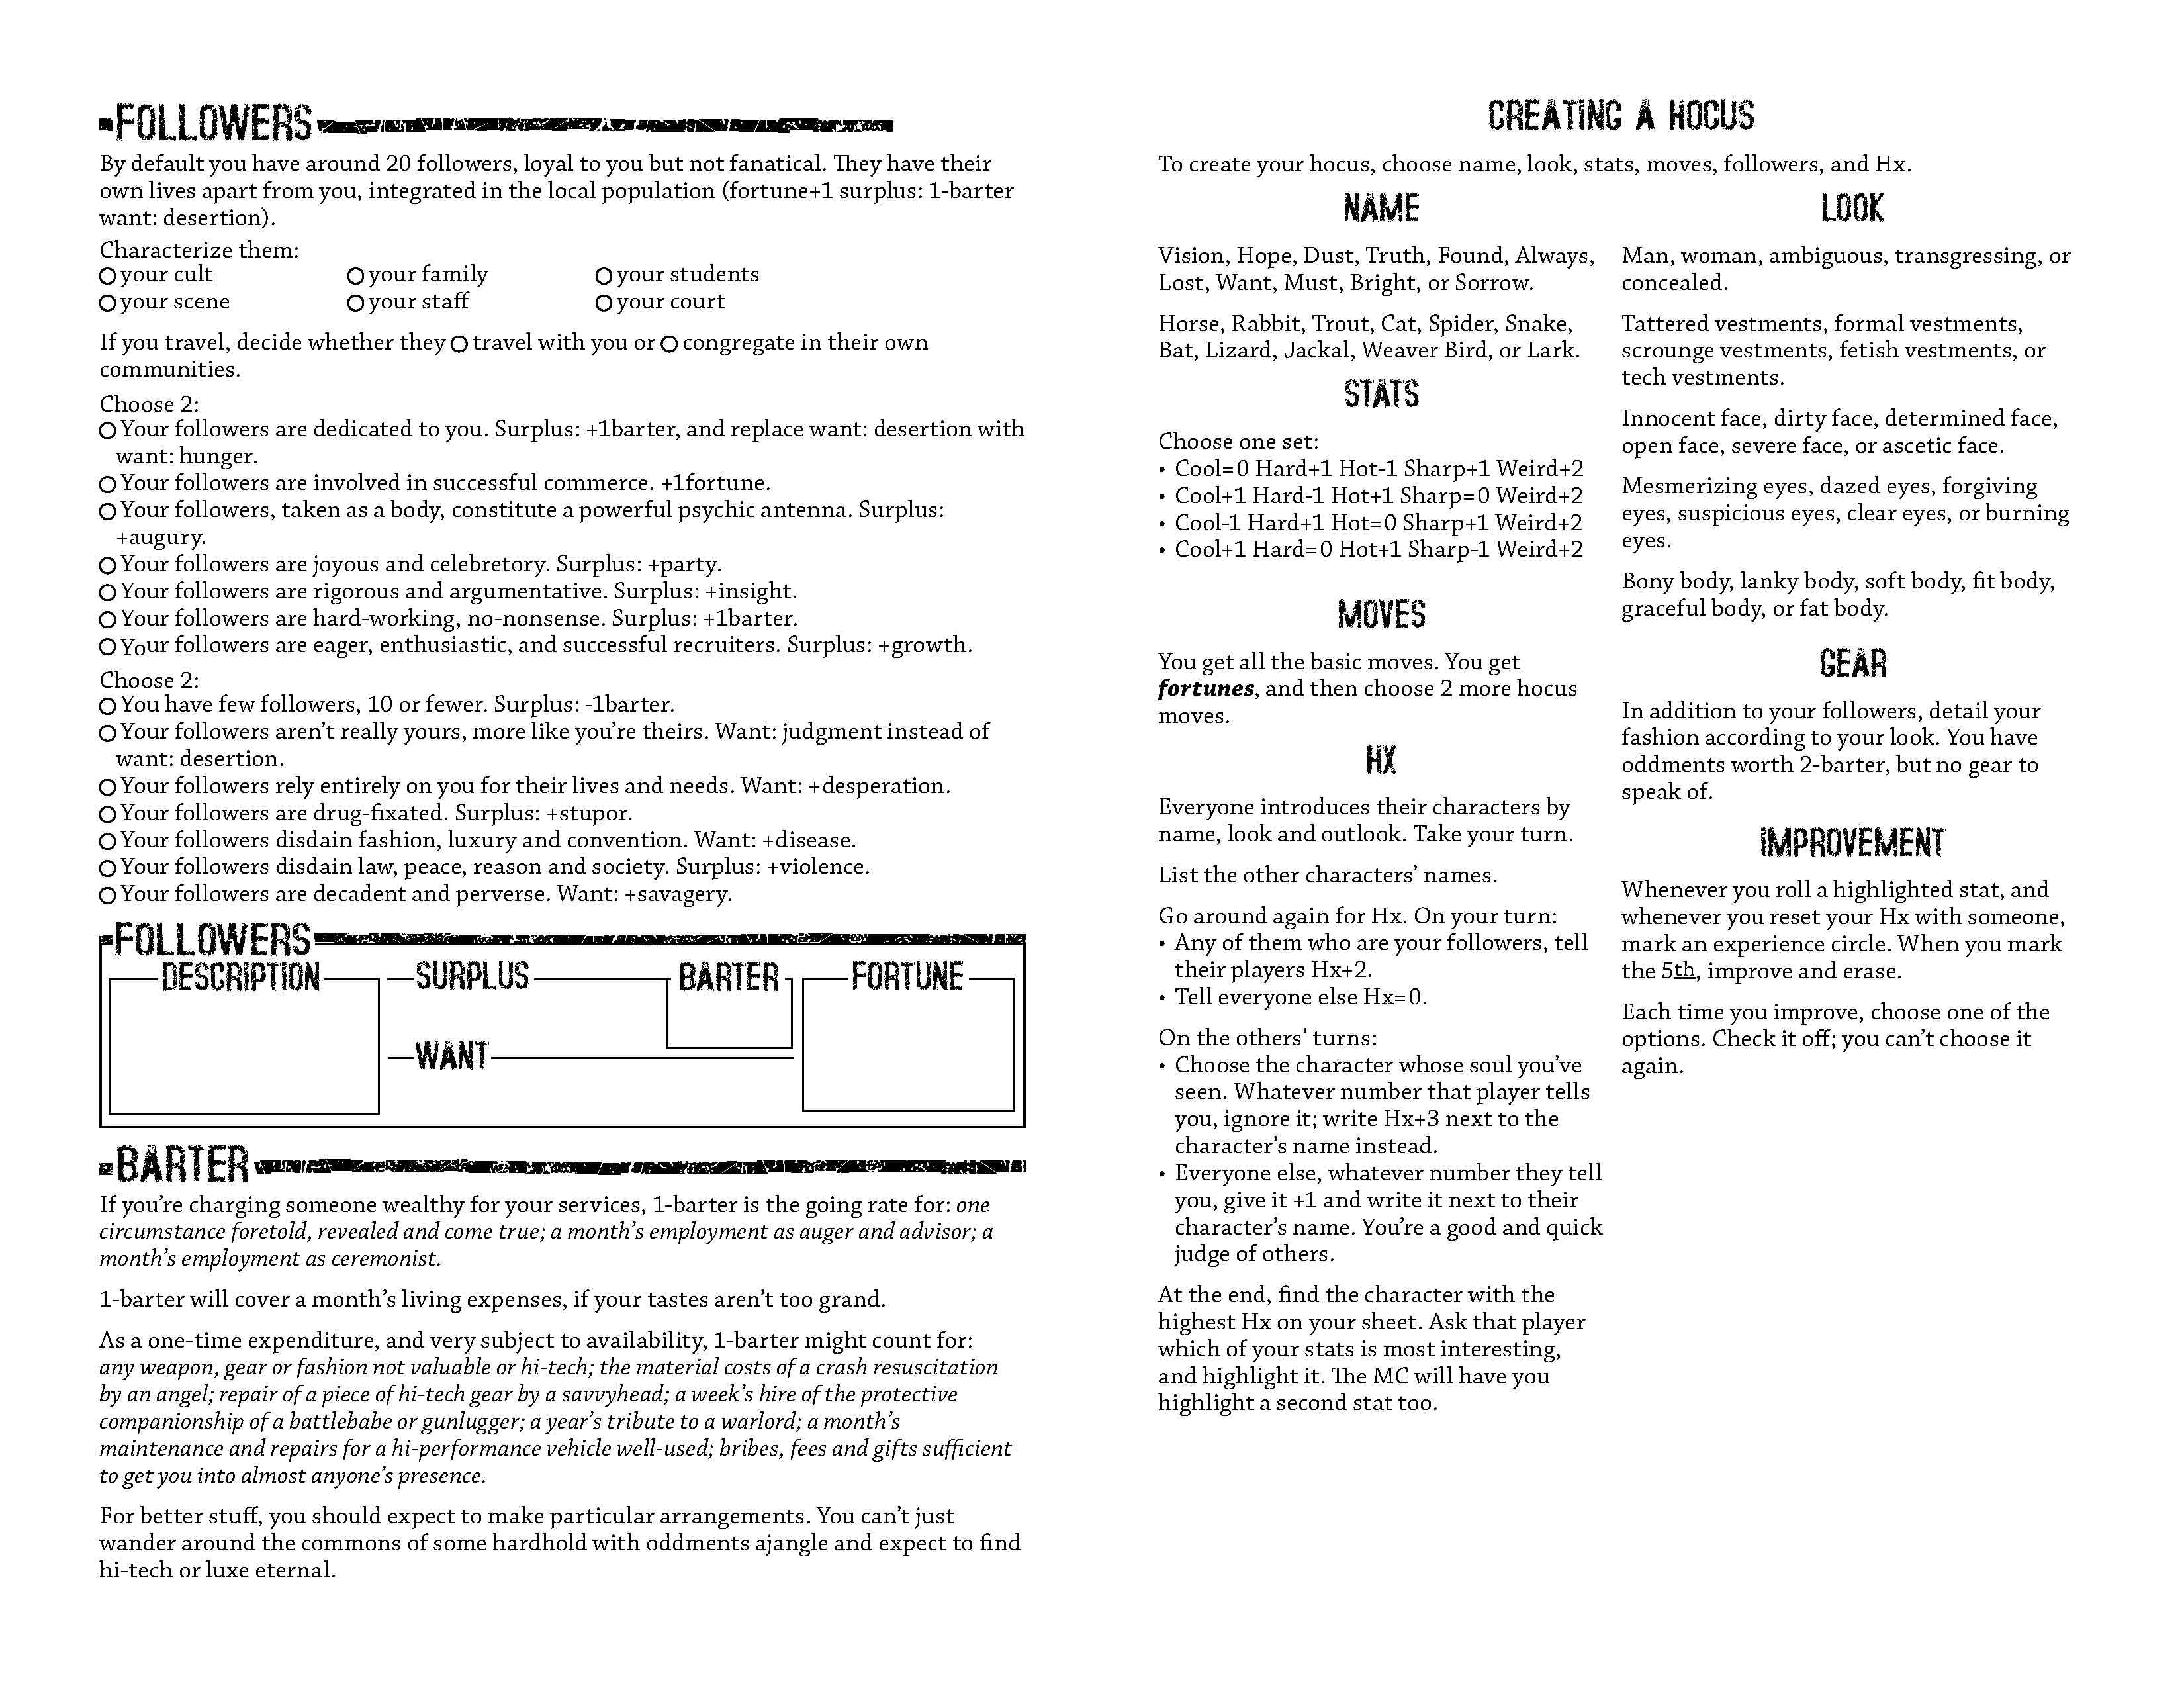 FOLLOWERS
By default you have around 20 followers, loyal to you but not fanatical. They have their
own lives apart from you, integrated in the local population (fortune+1 surplus: 1-barter
want: desertion).
Characterize them:
your cult your family your students
your scene your staff your court
If you travel, decide whether they travel with you or congregate in their own
communities.
Choose 2:
Your followers are dedicated to you. Surplus: +1barter, and replace want: desertion with
want: hunger.
Your followers are involved in successful commerce. +1fortune.
Your followers, taken as a body, constitute a powerful psychic antenna. Surplus:
+augury.
Your followers are joyous and celebretory. Surplus: +party.
Your followers are rigorous and argumentative. Surplus: +insight.
Your followers are hard-working, no-nonsense. Surplus: +1barter.
Your followers are eager, enthusiastic, and successful recruiters. Surplus: +growth.
Choose 2:
You have few followers, 10 or fewer. Surplus: -1barter.
Your followers aren't really yours, more like you're theirs. Want: judgment instead of
want: desertion.
Your followers rely entirely on you for their lives and needs. Want: +desperation.
Your followers are drug-fixated. Surplus: +stupor.
Your followers disdain fashion, luxury and convention. Want: +disease.
Your followers disdain law, peace, reason and society. Surplus: +violence.
Your followers are decadent and perverse. Want: +savagery.
FOLLOWERS
DESCRIPTION SURPLUS BARTER FORTUNE
WANT
BARTER
If you're charging someone wealthy for your services, 1-barter is the going rate for: one
circumstance foretold, revealed and come true; a month's employment as auger and advisor; a
month's employment as ceremonist.
1-barter will cover a month's living expenses, if your tastes aren't too grand.
As a one-time expenditure, and very subject to availability, 1-barter might count for:
any weapon, gear or fashion not valuable or hi-tech; the material costs of a crash resuscitation
by an angel; repair of a piece of hi-tech gear by a savvyhead; a week's hire of the protective
companionship of a battlebabe or gunlugger; a year's tribute to a warlord; a month's
maintenance and repairs for a hi-performance vehicle well-used; bribes, fees and gifts sufficient
to get you into almost anyone's presence.
For better stuff, you should expect to make particular arrangements. You can't just
wander around the commons of some hardhold with oddments ajangle and expect to find
hi-tech or luxe eternal.
CREATING A HOCUS
To create your hocus, choose name, look, stats, moves, followers, and Hx.
NAME
Vision, Hope, Dust, Truth, Found, Always,
Lost, Want, Must, Bright, or Sorrow.
Horse, Rabbit, Trout, Cat, Spider, Snake,
Bat, Lizard, Jackal, Weaver Bird, or Lark.
STATS
Choose one set:
• Cool=0 Hard+1 Hot-1 Sharp+1 Weird+2
• Cool+1 Hard-1 Hot+1 Sharp=0 Weird+2
• Cool-1 Hard+1 Hot=0 Sharp+1 Weird+2
• Cool+1 Hard=0 Hot+1 Sharp-1 Weird+2
MOVES
You get all the basic moves. You get
fortunes, and then choose 2 more hocus
moves.
HX
Everyone introduces their characters by
name, look and outlook. Take your turn.
List the other characters' names.
Go around again for Hx. On your turn:
• Any of them who are your followers, tell
their players Hx+2.
• Tell everyone else Hx=0.
On the others' turns:
• Choose the character whose soul you've
seen. Whatever number that player tells
you, ignore it; write Hx+3 next to the
character's name instead.
• Everyone else, whatever number they tell
you, give it +1 and write it next to their
character's name. You're a good and quick
judge of others.
At the end, find the character with the
highest Hx on your sheet. Ask that player
which of your stats is most interesting,
and highlight it. The MC will have you
highlight a second stat too.
LOOK
Man, woman, ambiguous, transgressing, or
concealed.
Tattered vestments, formal vestments,
scrounge vestments, fetish vestments, or
tech vestments.
Innocent face, dirty face, determined face,
open face, severe face, or ascetic face.
Mesmerizing eyes, dazed eyes, forgiving
eyes, suspicious eyes, clear eyes, or burning
eyes.
Bony body, lanky body, soft body, fit body,
graceful body, or fat body.
GEAR
In addition to your followers, detail your
fashion according to your look. You have
oddments worth 2-barter, but no gear to
speak of.
IMPROVEMENT
Whenever you roll a highlighted stat, and
whenever you reset your Hx with someone,
mark an experience circle. When you mark
the 5th, improve and erase.
Each time you improve, choose one of the
options. Check it off; you can't choose it
again.